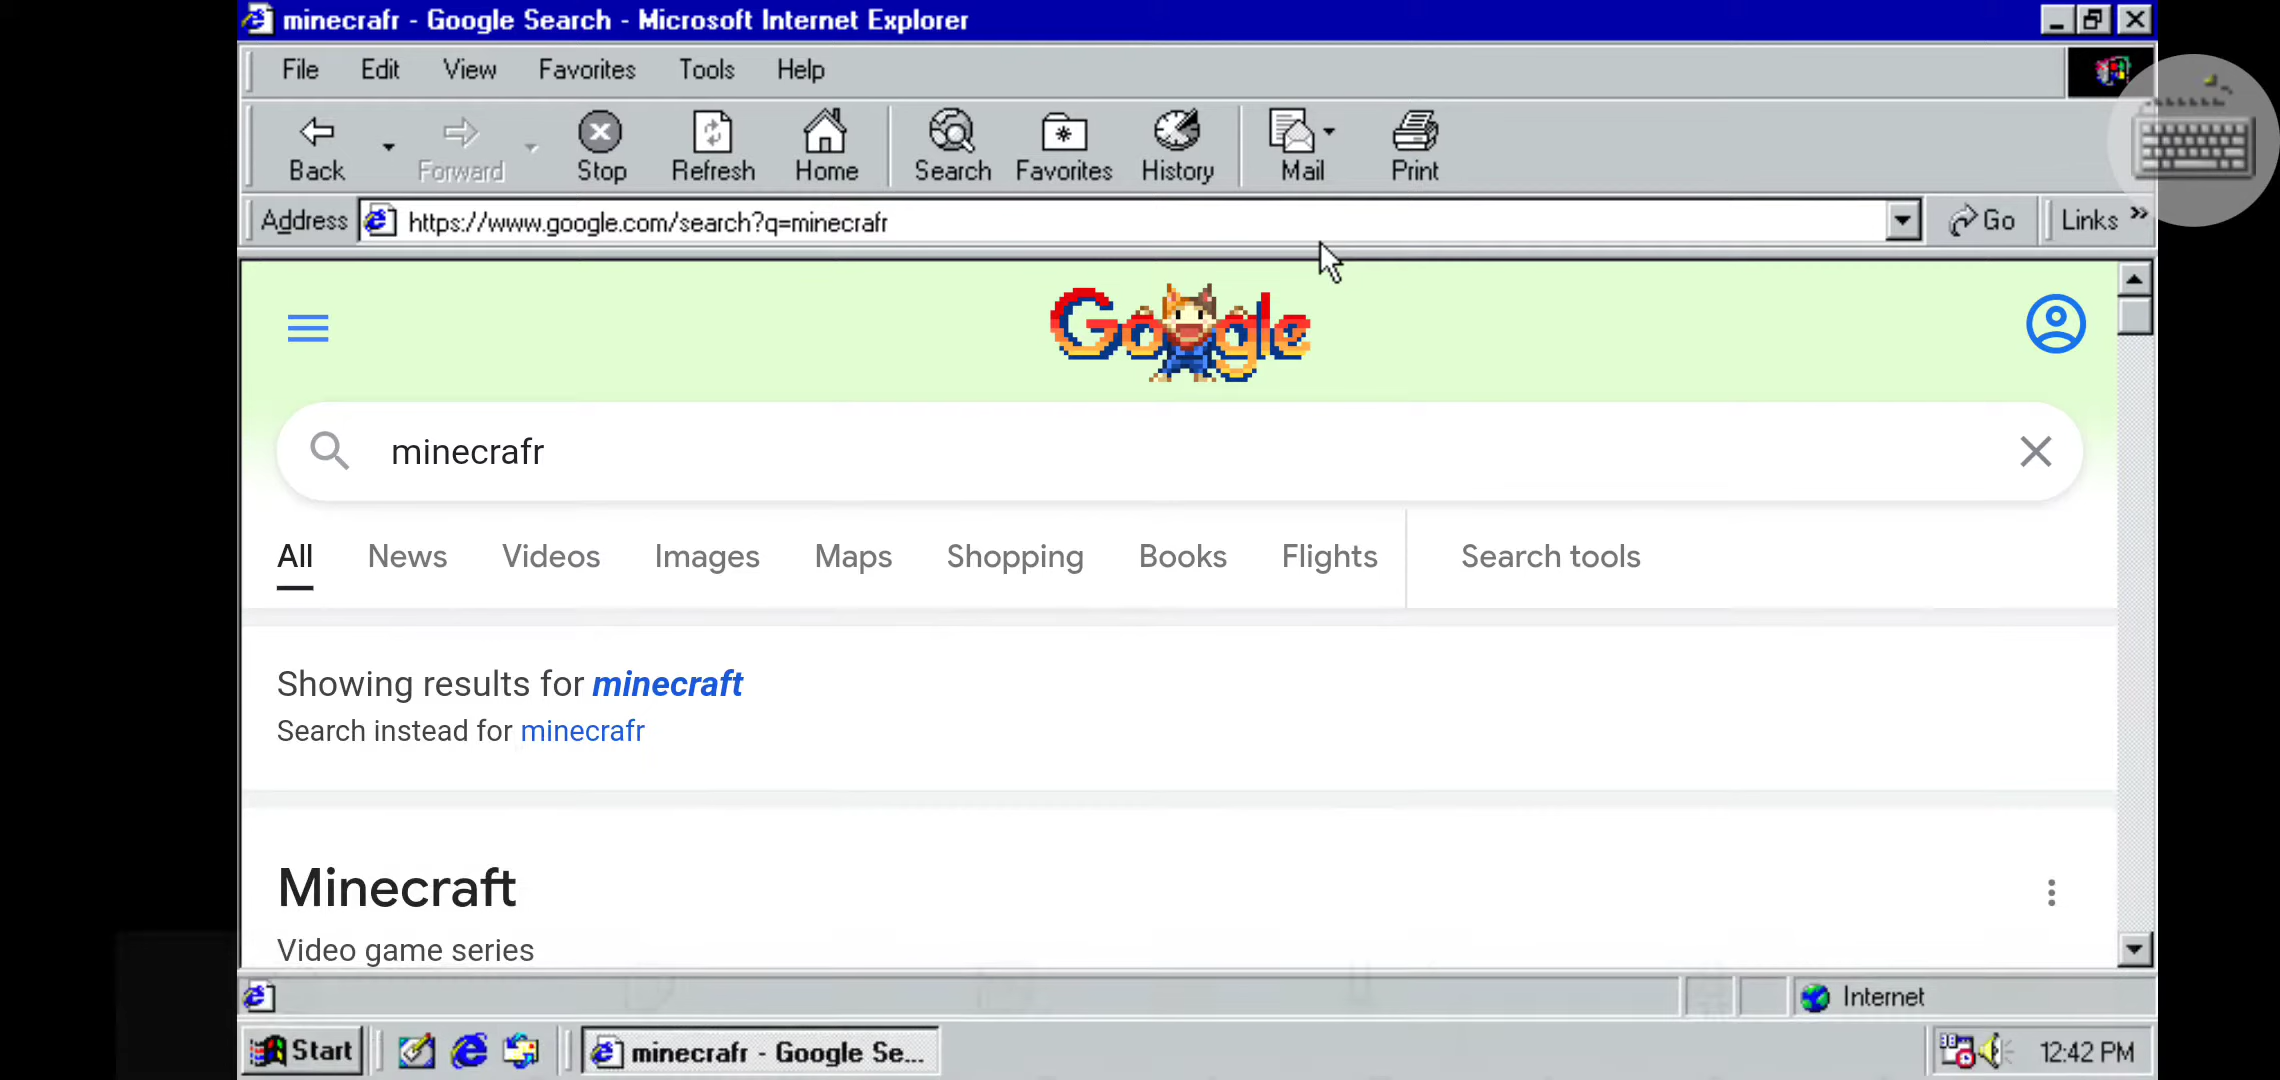 minecrafr - Google Search - Microsoft Internet Explorer
File Edit View Favorites Tools Help
Back Forward Stop Refresh Home Search Favorites History Mail Print
Address https://www.google.com/search?q=minecrafr Go Links »
Google
minecrafr
All News Videos Images Maps Shopping Books Flights Search tools
Showing results for minecraft
Search instead for minecrafr
Minecraft
Video game series
Internet
Start minecrafr - Google Se... 12:42 PM